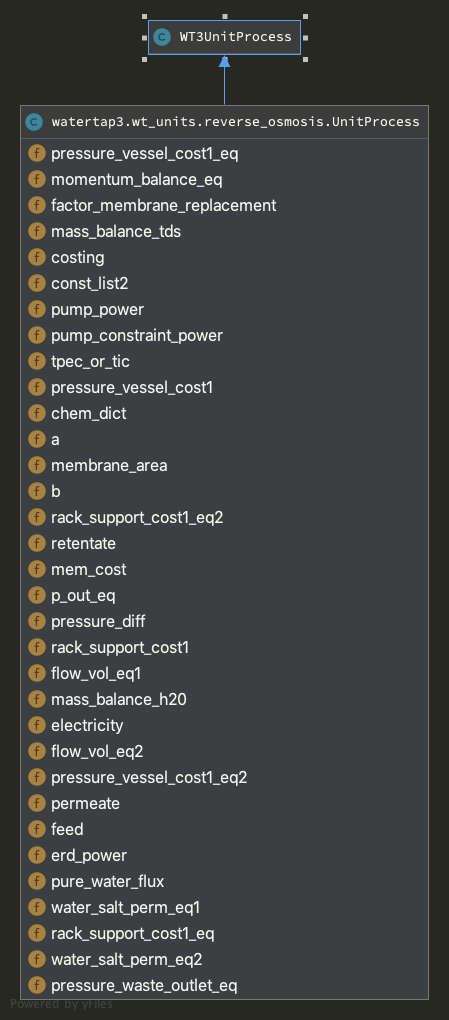 C WT3UnitProcess
C watertap3.wt_units.reverse_osmosis.UnitProcess
f pressure_vessel_cost1_eq
f momentum_balance_eq
f factor_membrane_replacement
f mass_balance_tds
f costing
f const_list2
f pump_power
f pump_constraint_power
f tpec_or_tic
f pressure_vessel_cost1
f chem_dict
f a
f membrane_area
f b
f rack_support_cost1_eq2
f retentate
f mem_cost
f p_out_eq
f pressure_diff
f rack_support_cost1
f flow_vol_eq1
f mass_balance_h20
f electricity
f flow_vol_eq2
f pressure_vessel_cost1_eq2
f permeate
f feed
f erd_power
f pure_water_flux
f water_salt_perm_eq1
f rack_support_cost1_eq
f water_salt_perm_eq2
f pressure_waste_outlet_eq
Powered by yFiles